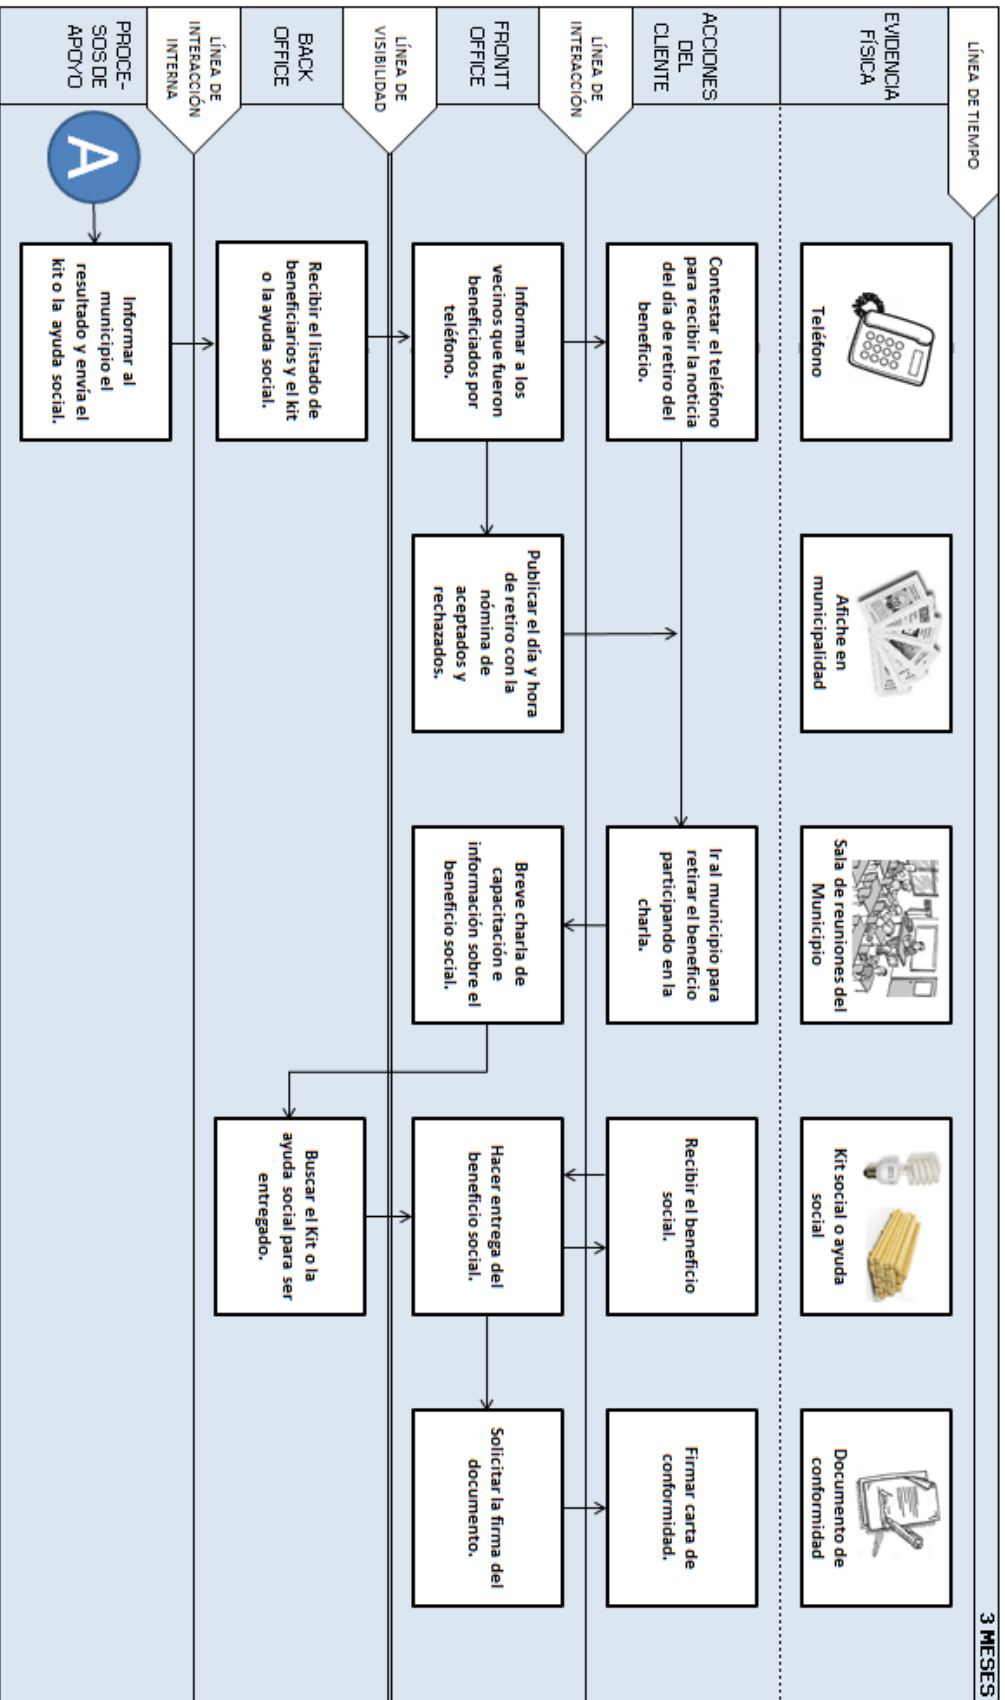 LÍNEA DE TIEMPO
3 MESES
EVIDENCIA
FÍSICA
Teléfono
Afiche en
municipalidad
Sala de reuniones del
Municipio
Kit social o ayuda
social
Documento de
conformidad
ACCIONES
DEL
CLIENTE
Contestar el teléfono
para recibir la noticia
del día de retiro del
beneficio.
Ir al municipio para
retirar el beneficio
participando en la
charla.
Recibir el beneficio
social.
Firmar carta de
conformidad.
LÍNEA DE
INTERACCIÓN
FRONTT
OFFICE
Informar a los
vecinos que fueron
beneficiados por
teléfono.
Publicar el día y hora
de retiro con la
nómina de
aceptados y
rechazados.
Breve charla de
capacitación e
información sobre el
beneficio social.
Hacer entrega del
beneficio social.
Solicitar la firma del
documento.
LÍNEA DE
VISIBILIDAD
BACK
OFFICE
Recibir el listado de
beneficiarios y el kit
o la ayuda social.
Buscar el Kit o la
ayuda social para ser
entregado.
LÍNEA DE
INTERACCIÓN
INTERNA
PROCE-
SOS DE
APOYO
A
Informar al
municipio el
resultado y envía el
kit o la ayuda social.